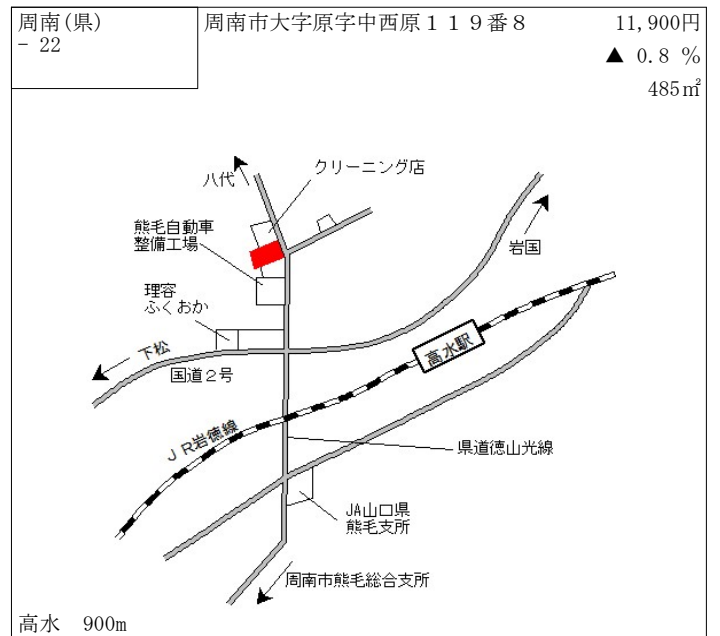 周南(県)
- 22
周南市大字原字中西原１１９番８
11,900円
▲ 0.8 %
485㎡
クリーニング店
八代
熊毛自動車
整備工場
岩国
理容
ふくおか
高水駅
下松
国道２号
ＪＲ岩徳線
県道徳山光線
JA山口県
熊毛支所
周南市熊毛総合支所
高水　900m